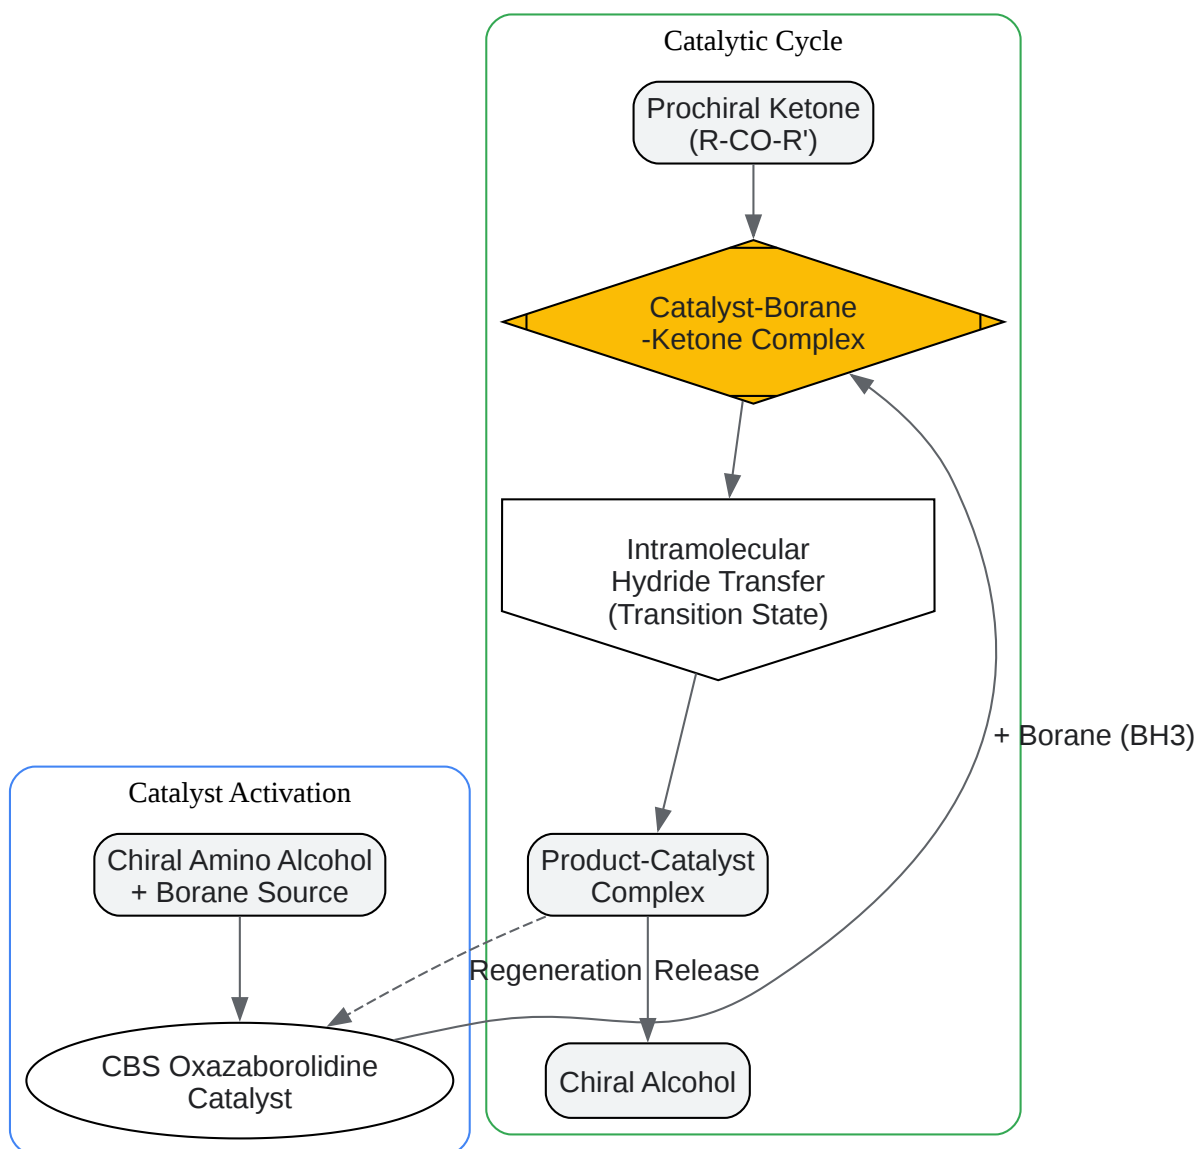 Catalytic Cycle
Prochiral Ketone
(R-CO-R')
Catalyst-Borane
-Ketone Complex
Intramolecular
Hydride Transfer
(Transition State)
+ Borane (BH3)
Catalyst Activation
Chiral Amino Alcohol
+ Borane Source
Product-Catalyst
Complex
Regeneration
Release
CBS Oxazaborolidine
Catalyst
Chiral Alcohol